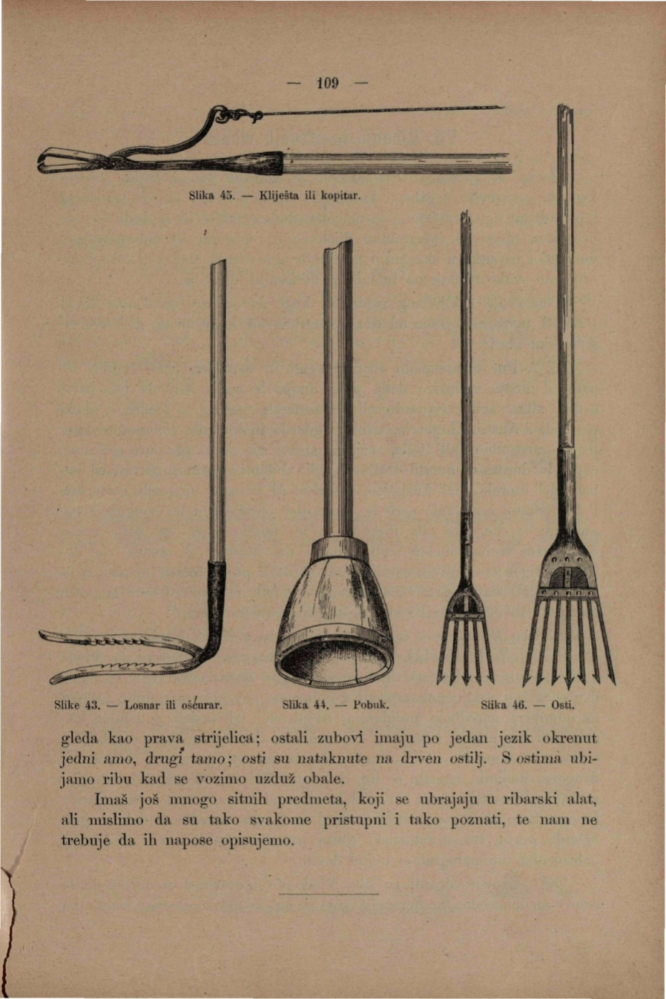 — 109 —
Slika 45. — Kliješta ili kopitar.
Slike 43. — Losnar ili ošćurar.
Slika 44. — Pobuk.
Slika 46. — Osti.
gleda kao prava strijelica; ostali zubovi imaju po jedan jezik okrenut
jedni amo, drugi tamo; osti su nataknute na drven ostilj. S ostima ubi-
jamo ribu kad se vozimo uzduž obale.
Imaš još mnogo sitnih predmeta, koji se ubrajaju u ribarski alat,
ali mislimo da su tako svakome pristupni i tako poznati, te nam ne
trebuje da ih napose opisujemo.